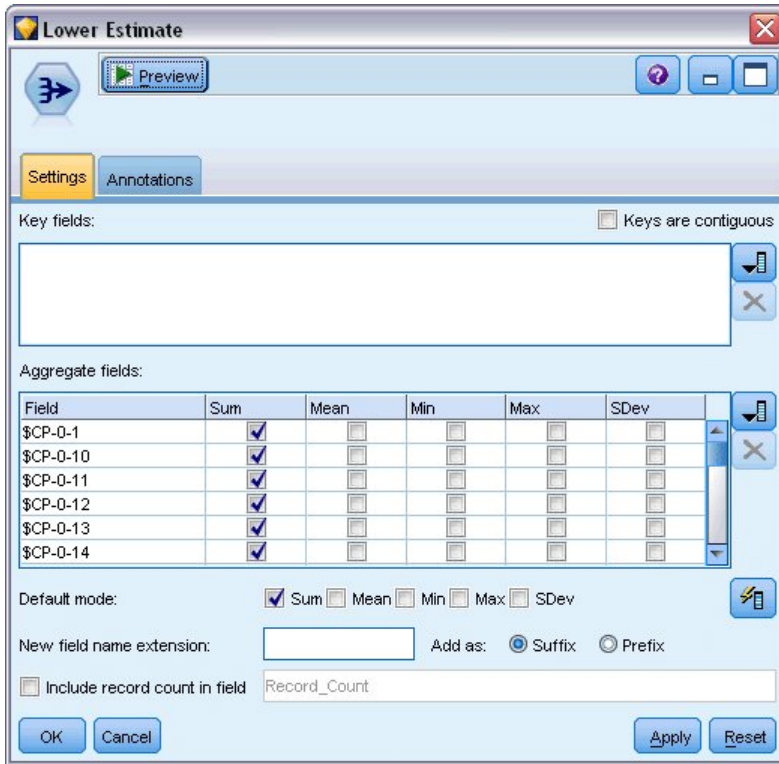 Lower Estimate
Preview
Settings
Annotations
Key fields:
Keys are contiguous
Aggregate fields:
Field Sum Mean Min Max SDev
$CP-0-1
$CP-0-10
$CP-0-11
$CP-0-12
$CP-0-13
$CP-0-14
Default mode: Sum Mean Min Max SDev
New field name extension: Add as: Suffix Prefix
Include record count in field Record_Count
OK Cancel Apply Reset